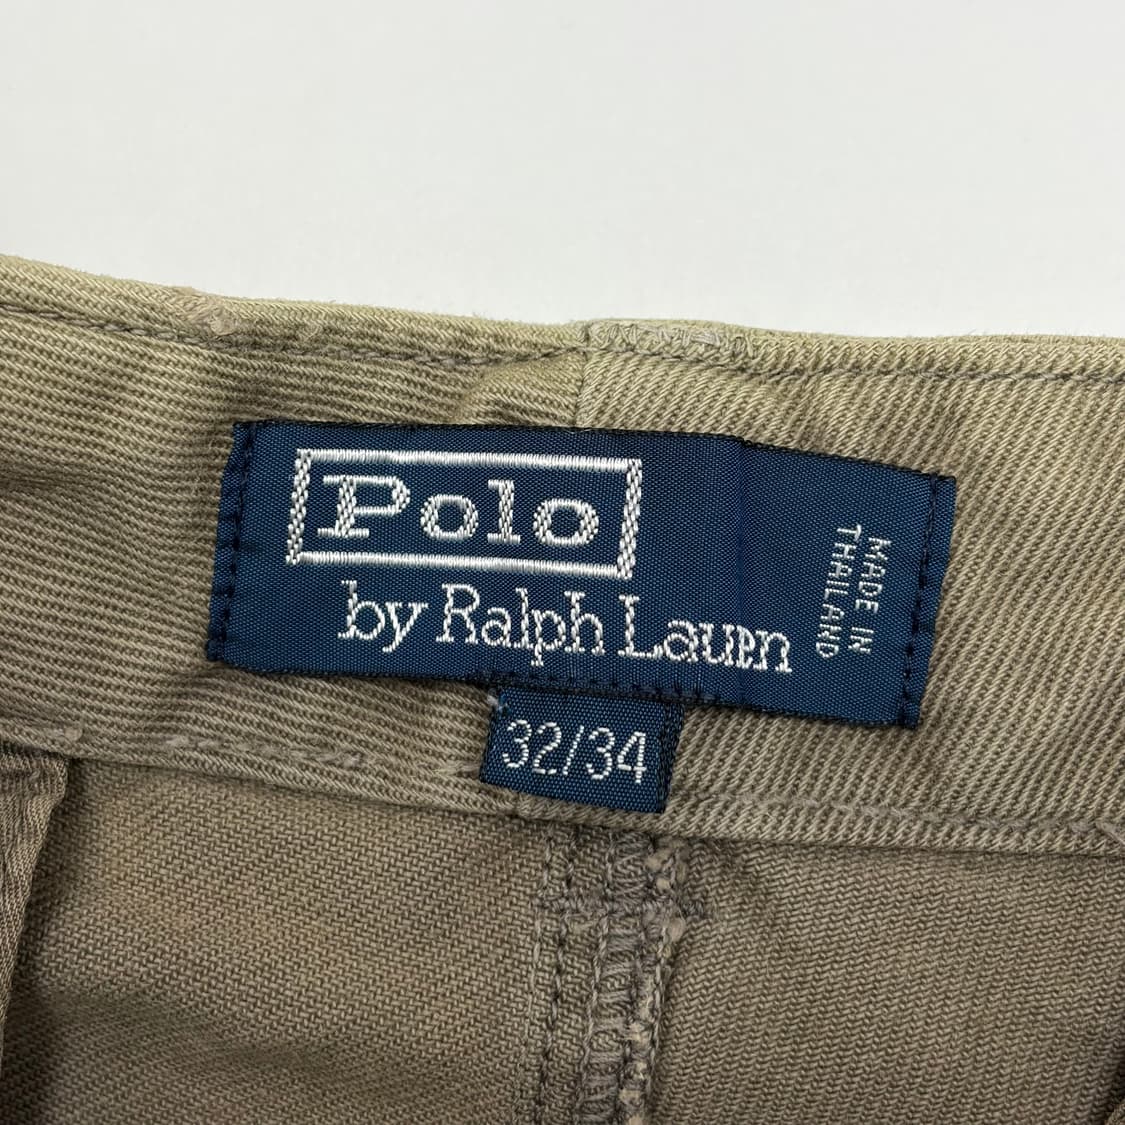 Polo
by Ralph Lauren
MADE IN
THAILAND
32/34